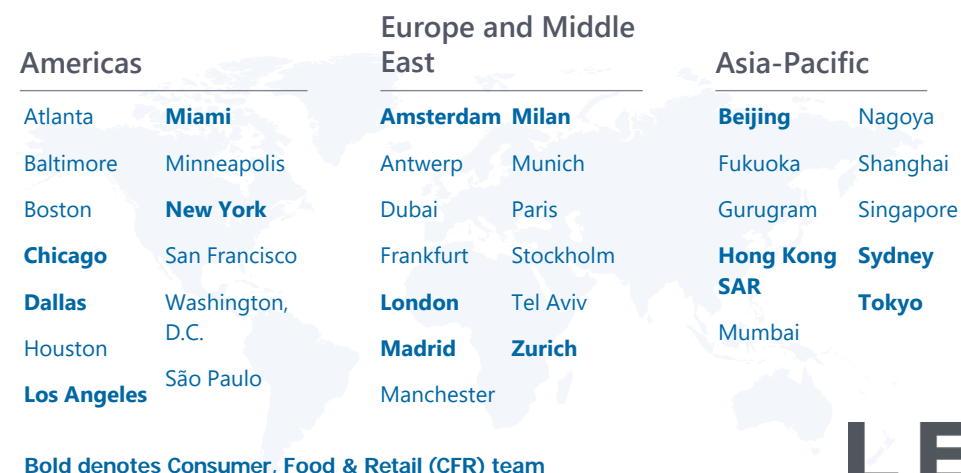 Americas
Atlanta
Baltimore
Boston
Chicago
Dallas
Houston
Los Angeles
Miami
Minneapolis
New York
San Francisco
Washington,
D.C.
São Paulo
Europe and Middle
East
Amsterdam
Antwerp
Dubai
Frankfurt
London
Madrid
Manchester
Milan
Munich
Paris
Stockholm
Tel Aviv
Zurich
Asia-Pacific
Beijing
Fukuoka
Gurugram
Hong Kong
SAR
Mumbai
Nagoya
Shanghai
Singapore
Sydney
Tokyo
Bold denotes Consumer, Food & Retail (CFR) team